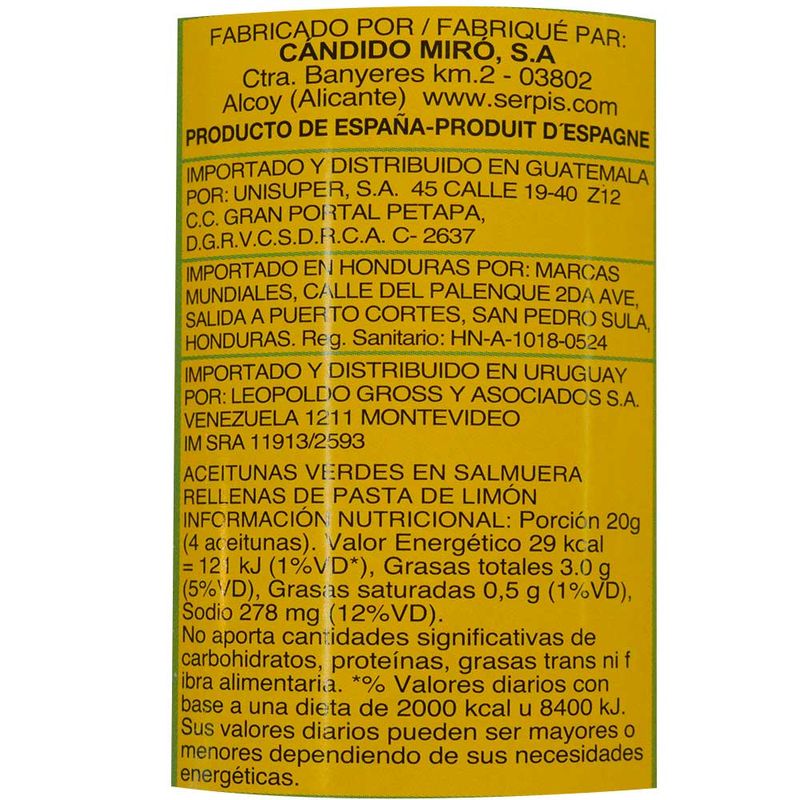 FABRICADO POR / FABRIQUÉ PAR:
CÁNDIDO MIRÓ, S.A
Ctra. Banyeres km.2 - 03802
Alcoy (Alicante) www.serpis.com
PRODUCTO DE ESPAÑA-PRODUIT D´ESPAGNE
IMPORTADO Y DISTRIBUIDO EN GUATEMALA
POR: UNISUPER, S.A. 45 CALLE 19-40 Z12
C.C. GRAN PORTAL PETAPA,
D.G.R.V.C.S.D.R.C.A. C- 2637
IMPORTADO EN HONDURAS POR: MARCAS
MUNDIALES, CALLE DEL PALENQUE 2DA AVE,
SALIDA A PUERTO CORTES, SAN PEDRO SULA,
HONDURAS. Reg. Sanitario: HN-A-1018-0524
IMPORTADO Y DISTRIBUIDO EN URUGUAY
POR: LEOPOLDO GROSS Y ASOCIADOS S.A.
VENEZUELA 1211 MONTEVIDEO
IM SRA 11913/2593
ACEITUNAS VERDES EN SALMUERA
RELLENAS DE PASTA DE LIMÓN
INFORMACIÓN NUTRICIONAL: Porción 20g
(4 aceitunas). Valor Energético 29 kcal
= 121 kJ (1%VD*), Grasas totales 3.0 g
(5%VD), Grasas saturadas 0,5 g (1%VD),
Sodio 278 mg (12%VD).
No aporta cantidades significativas de
carbohidratos, proteínas, grasas trans ni f
ibra alimentaria. *% Valores diarios con
base a una dieta de 2000 kcal u 8400 kJ.
Sus valores diarios pueden ser mayores o
menores dependiendo de sus necesidades
energéticas.